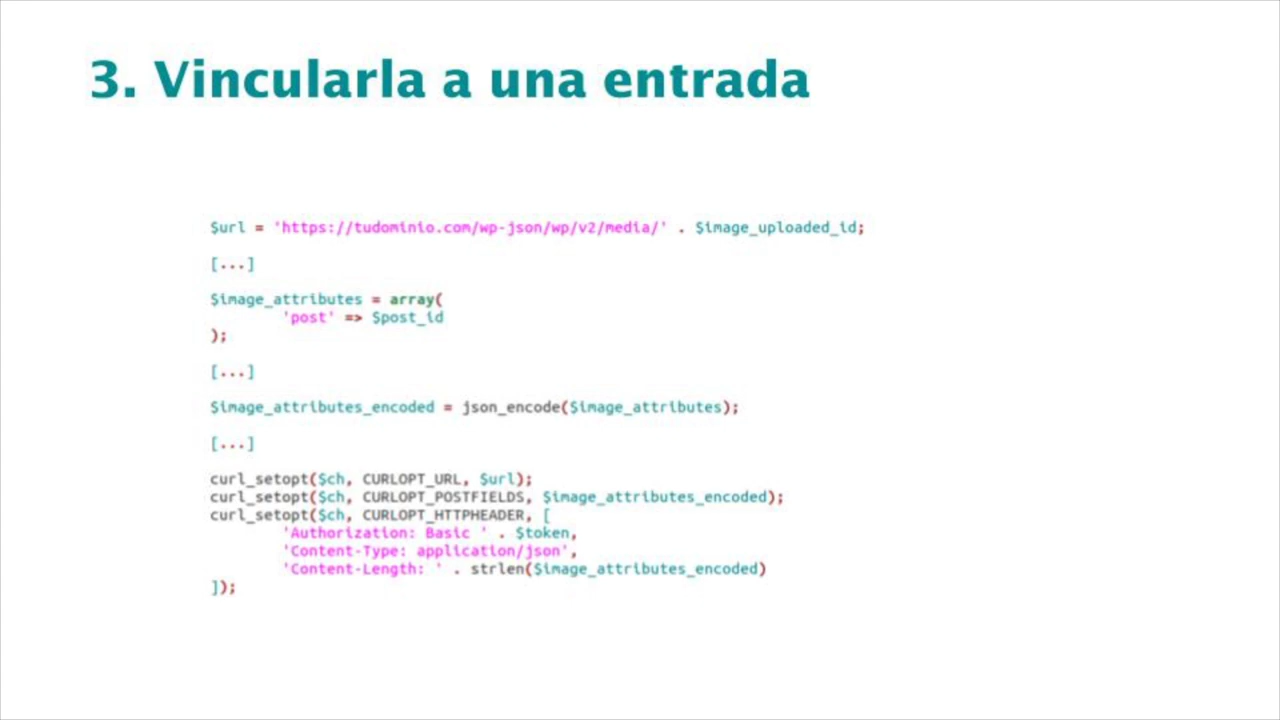 3. Vincularla a una entrada
$url = 'https://tudominio.com/wp-json/wp/v2/media/' . $image_uploaded_id;
[...]
$image_attributes = array(
'post' => $post_id
);
[...]
$image_attributes_encoded = json_encode($image_attributes);
[...]
curl_setopt($ch, CURLOPT_URL, $url);
curl_setopt($ch, CURLOPT_POSTFIELDS, $image_attributes_encoded);
curl_setopt($ch, CURLOPT_HTTPHEADER, [
'Authorization: Basic ' . $token,
'Content-Type: application/json',
'Content-Length: ' . strlen($image_attributes_encoded)
]);